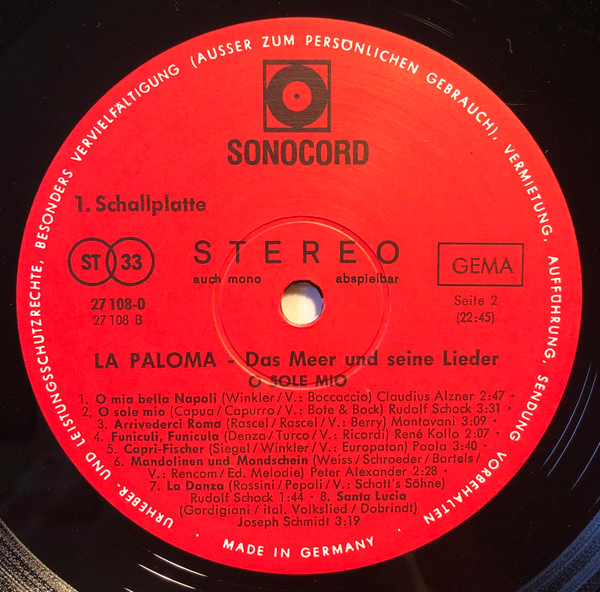 URHEBER- UND LEISTUNGSSCHUTZRECHTE, BESONDERS VERVIELFÄLTIGUNG (AUSSER ZUM PERSÖNLICHEN GEBRAUCH), VERMIETUNG, AUFFÜHRUNG, SENDUNG VORBEHALTEN ·
SONOCORD
1. Schallplatte
STEREO
auch mono abspielbar
ST 33
GEMA
27 108-0
27 108 B
Seite 2
(22:45)
LA PALOMA - Das Meer und seine Lieder
O SOLE MIO
1. O mia bella Napoli (Winkler/V.: Boccaccio) Claudius Alzner 2:47 ·
2. O sole mio (Capua/Capurro/V.: Bote & Bock) Rudolf Schock 3:31 ·
3. Arrivederci Roma (Rascel/Rascel/V.: Berry) Mantovani 3:09 ·
4. Funiculi, Funicula (Denza/Turco/V.: Ricordi) René Kollo 2:07 ·
5. Capri-Fischer (Siegel/Winkler/V.: Europaton) Paola 3:40 ·
6. Mandolinen und Mondschein (Weiss/Schroeder/Bartels/
V.: Rencom/Ed. Melodie) Peter Alexander 2:28 ·
7. La Danza (Rossini/Pepoli/V.: Schott's Söhne)
Rudolf Schock 1:44 · 8. Santa Lucia
(Gordigiani/ital. Volkslied/Dobrindt)
Joseph Schmidt 3:19
· MADE IN GERMANY ·